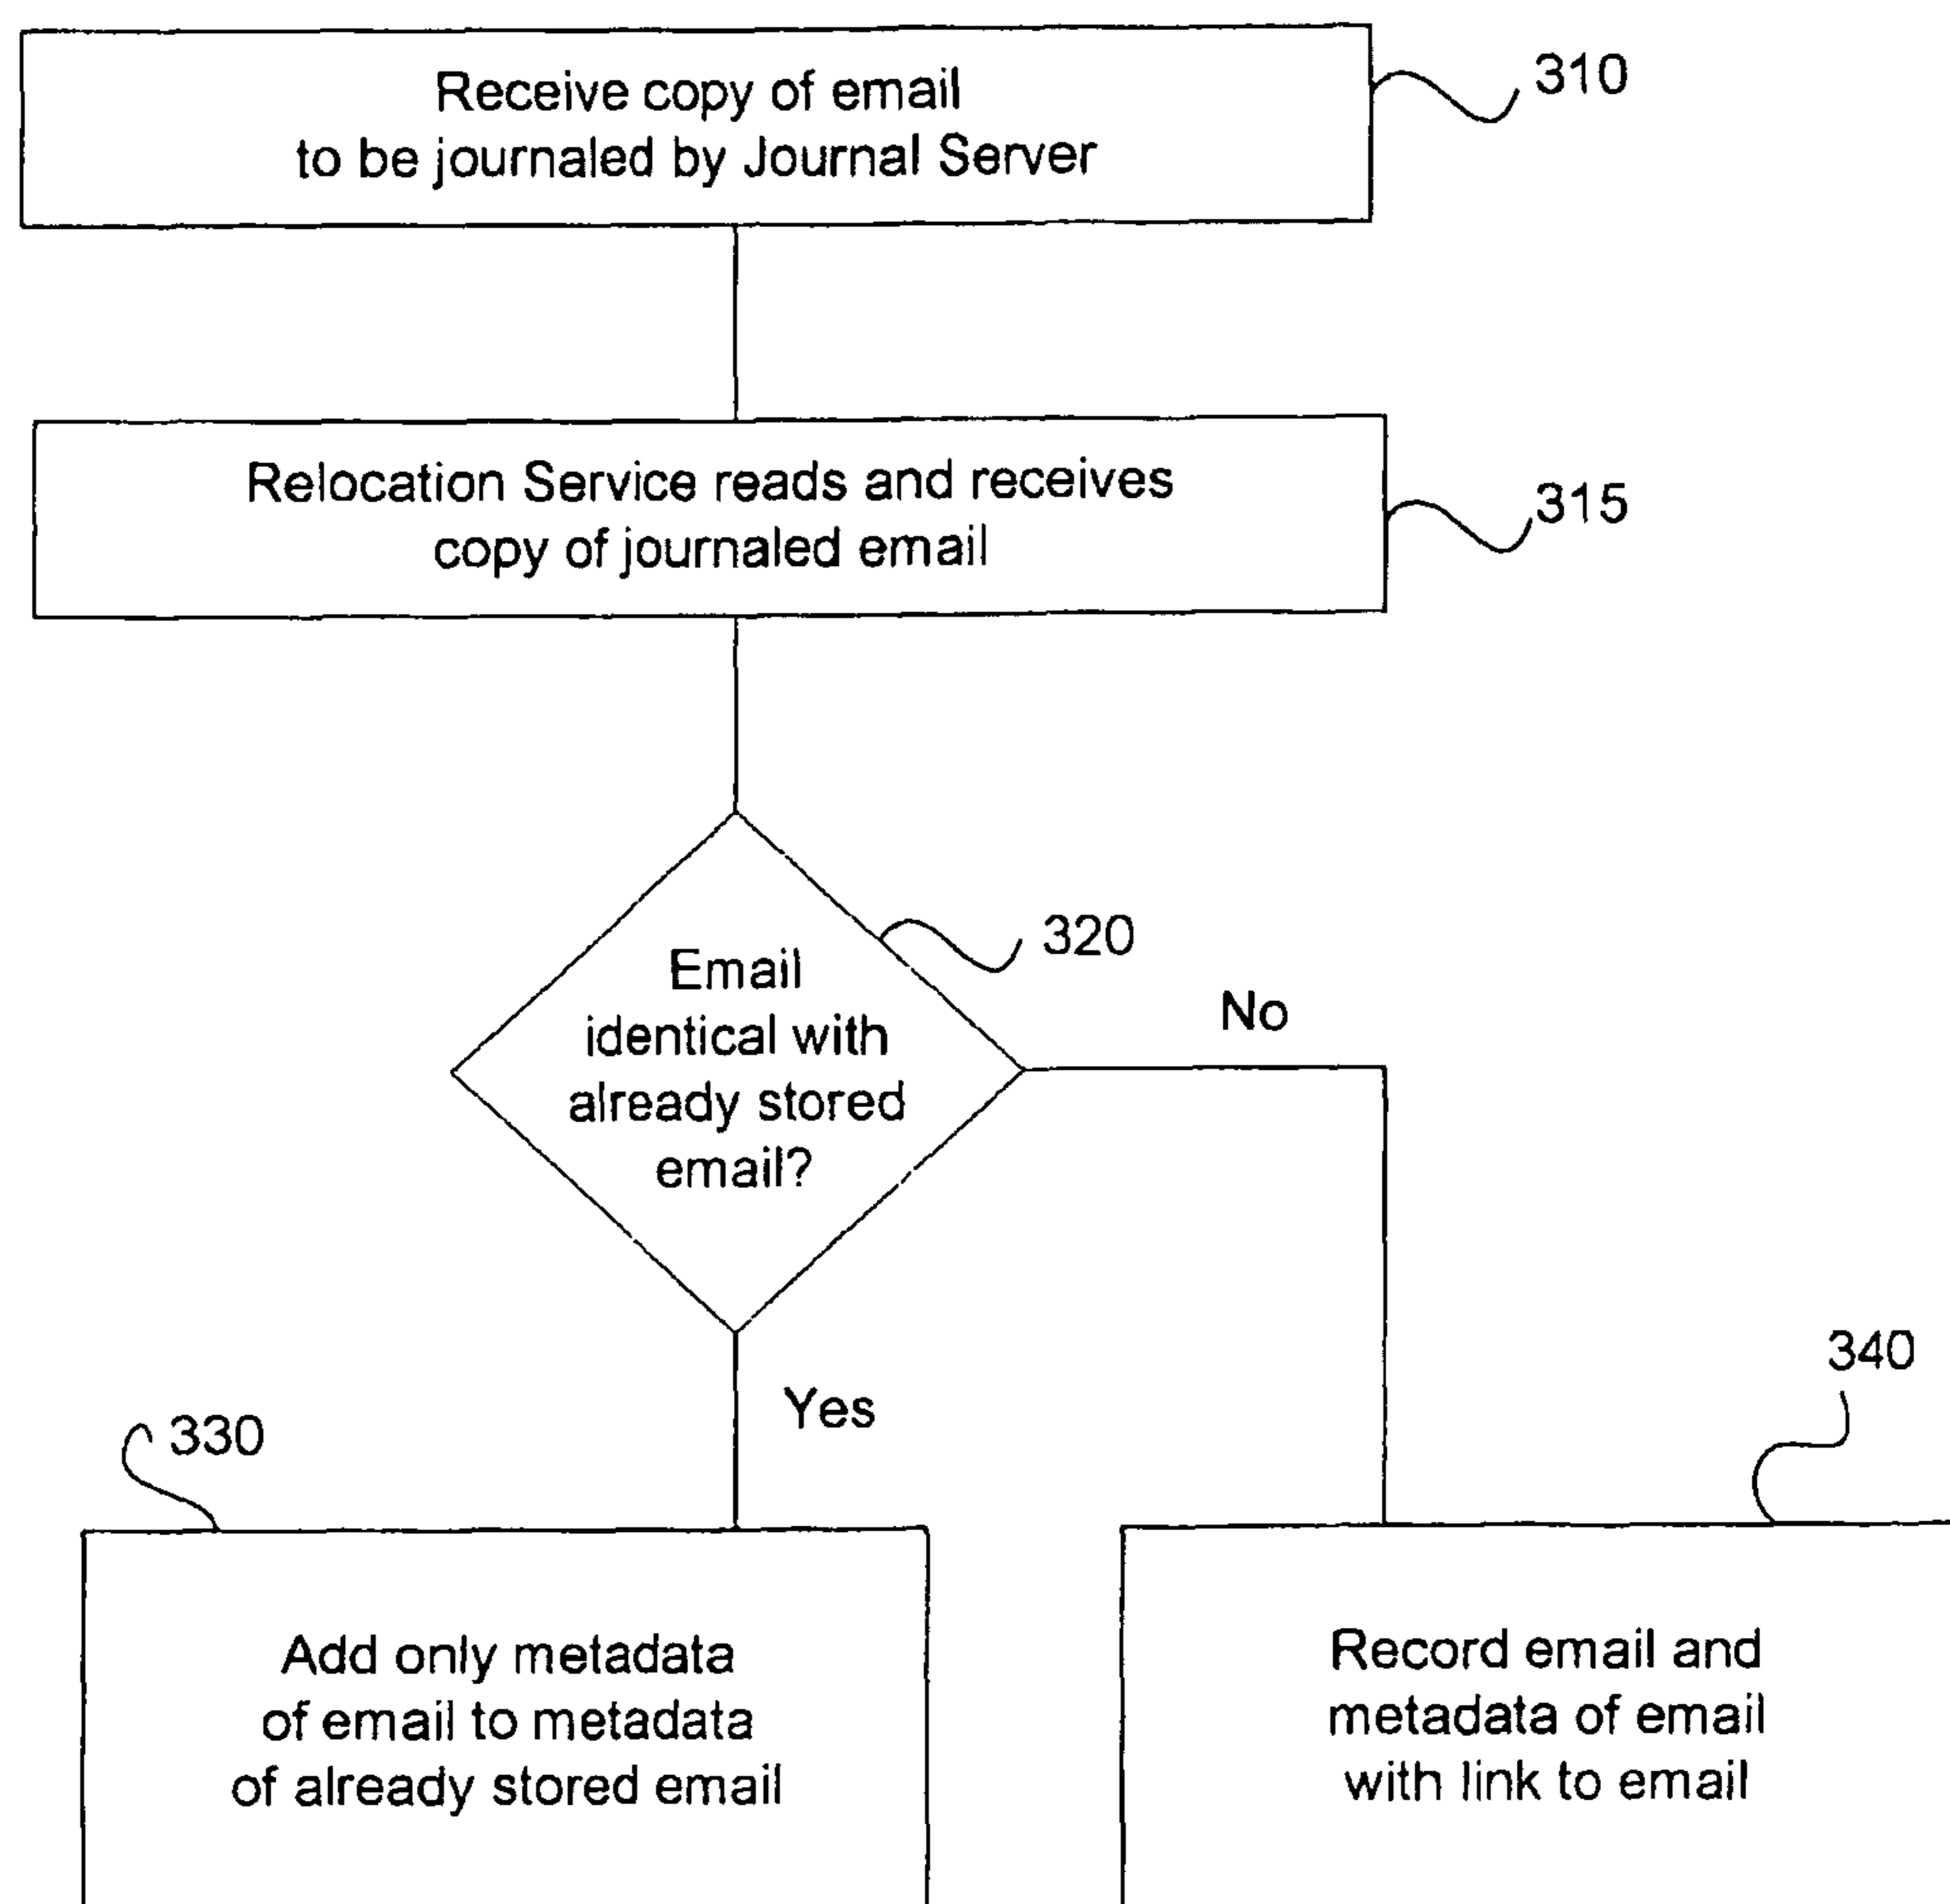 Receive copy of email
to be journaled by Journal Server
310
Relocation Service reads and receives
copy of journaled email
315
320
Email
identical with
already stored
email?
No
Yes
330
340
Add only metadata
of email to metadata
of already stored email
Record email and
metadata of email
with link to email